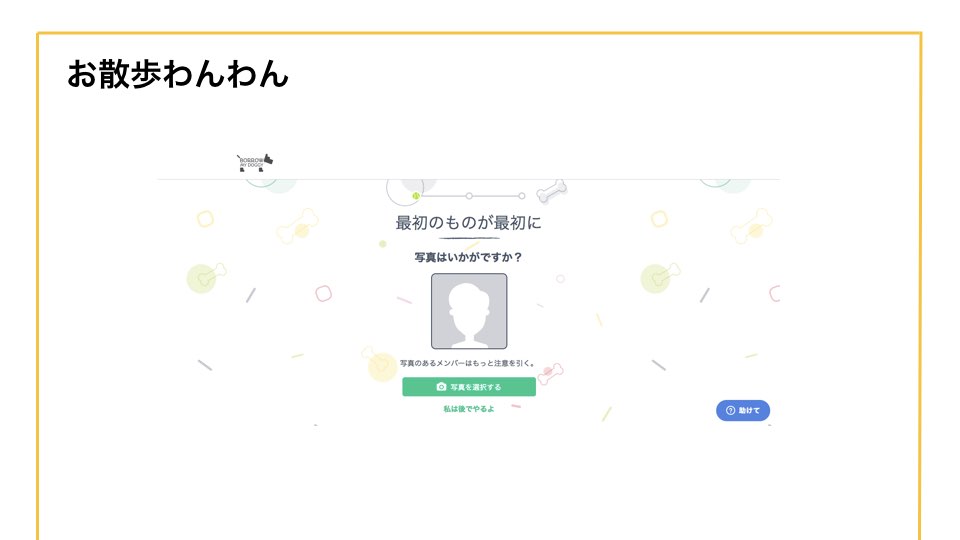 お散歩わんわん
BORROW
MY DOGGY
最初のものが最初に
写真はいかがですか？
写真のあるメンバーはもっと注意を引く。
写真を選択する
私は後でやるよ
助けて